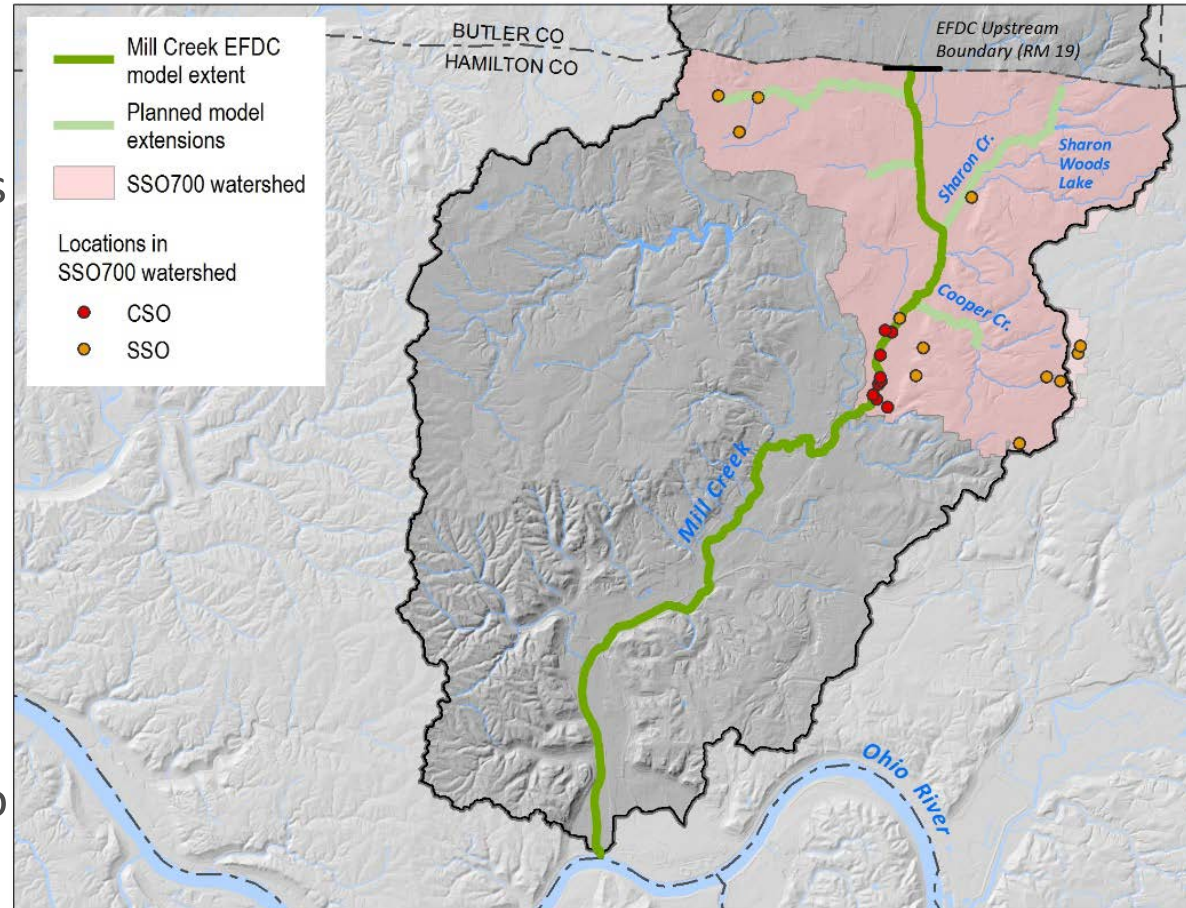 Mill Creek EFDC
model extent
Planned model
extensions
SSO700 watershed
Locations in
SSO700 watershed
CSO
SSO
BUTLER CO
HAMILTON CO
EFDC Upstream
Boundary (RM 19)
Sharon Cr.
Sharon
Woods
Lake
Cooper Cr.
Mill Creek
Ohio River